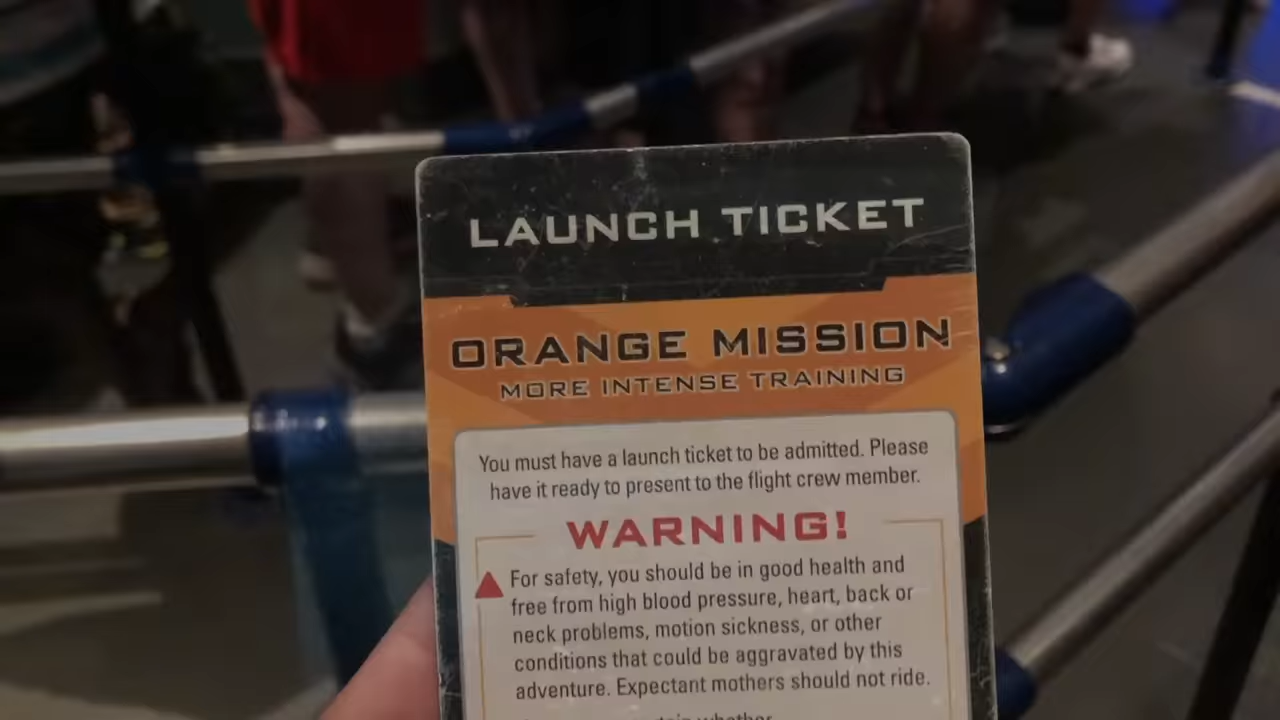 LAUNCH TICKET
ORANGE MISSION
MORE INTENSE TRAINING
You must have a launch ticket to be admitted. Please
have it ready to present to the flight crew member.
WARNING!
For safety, you should be in good health and
free from high blood pressure, heart, back or
neck problems, motion sickness, or other
conditions that could be aggravated by this
adventure. Expectant mothers should not ride.
whether